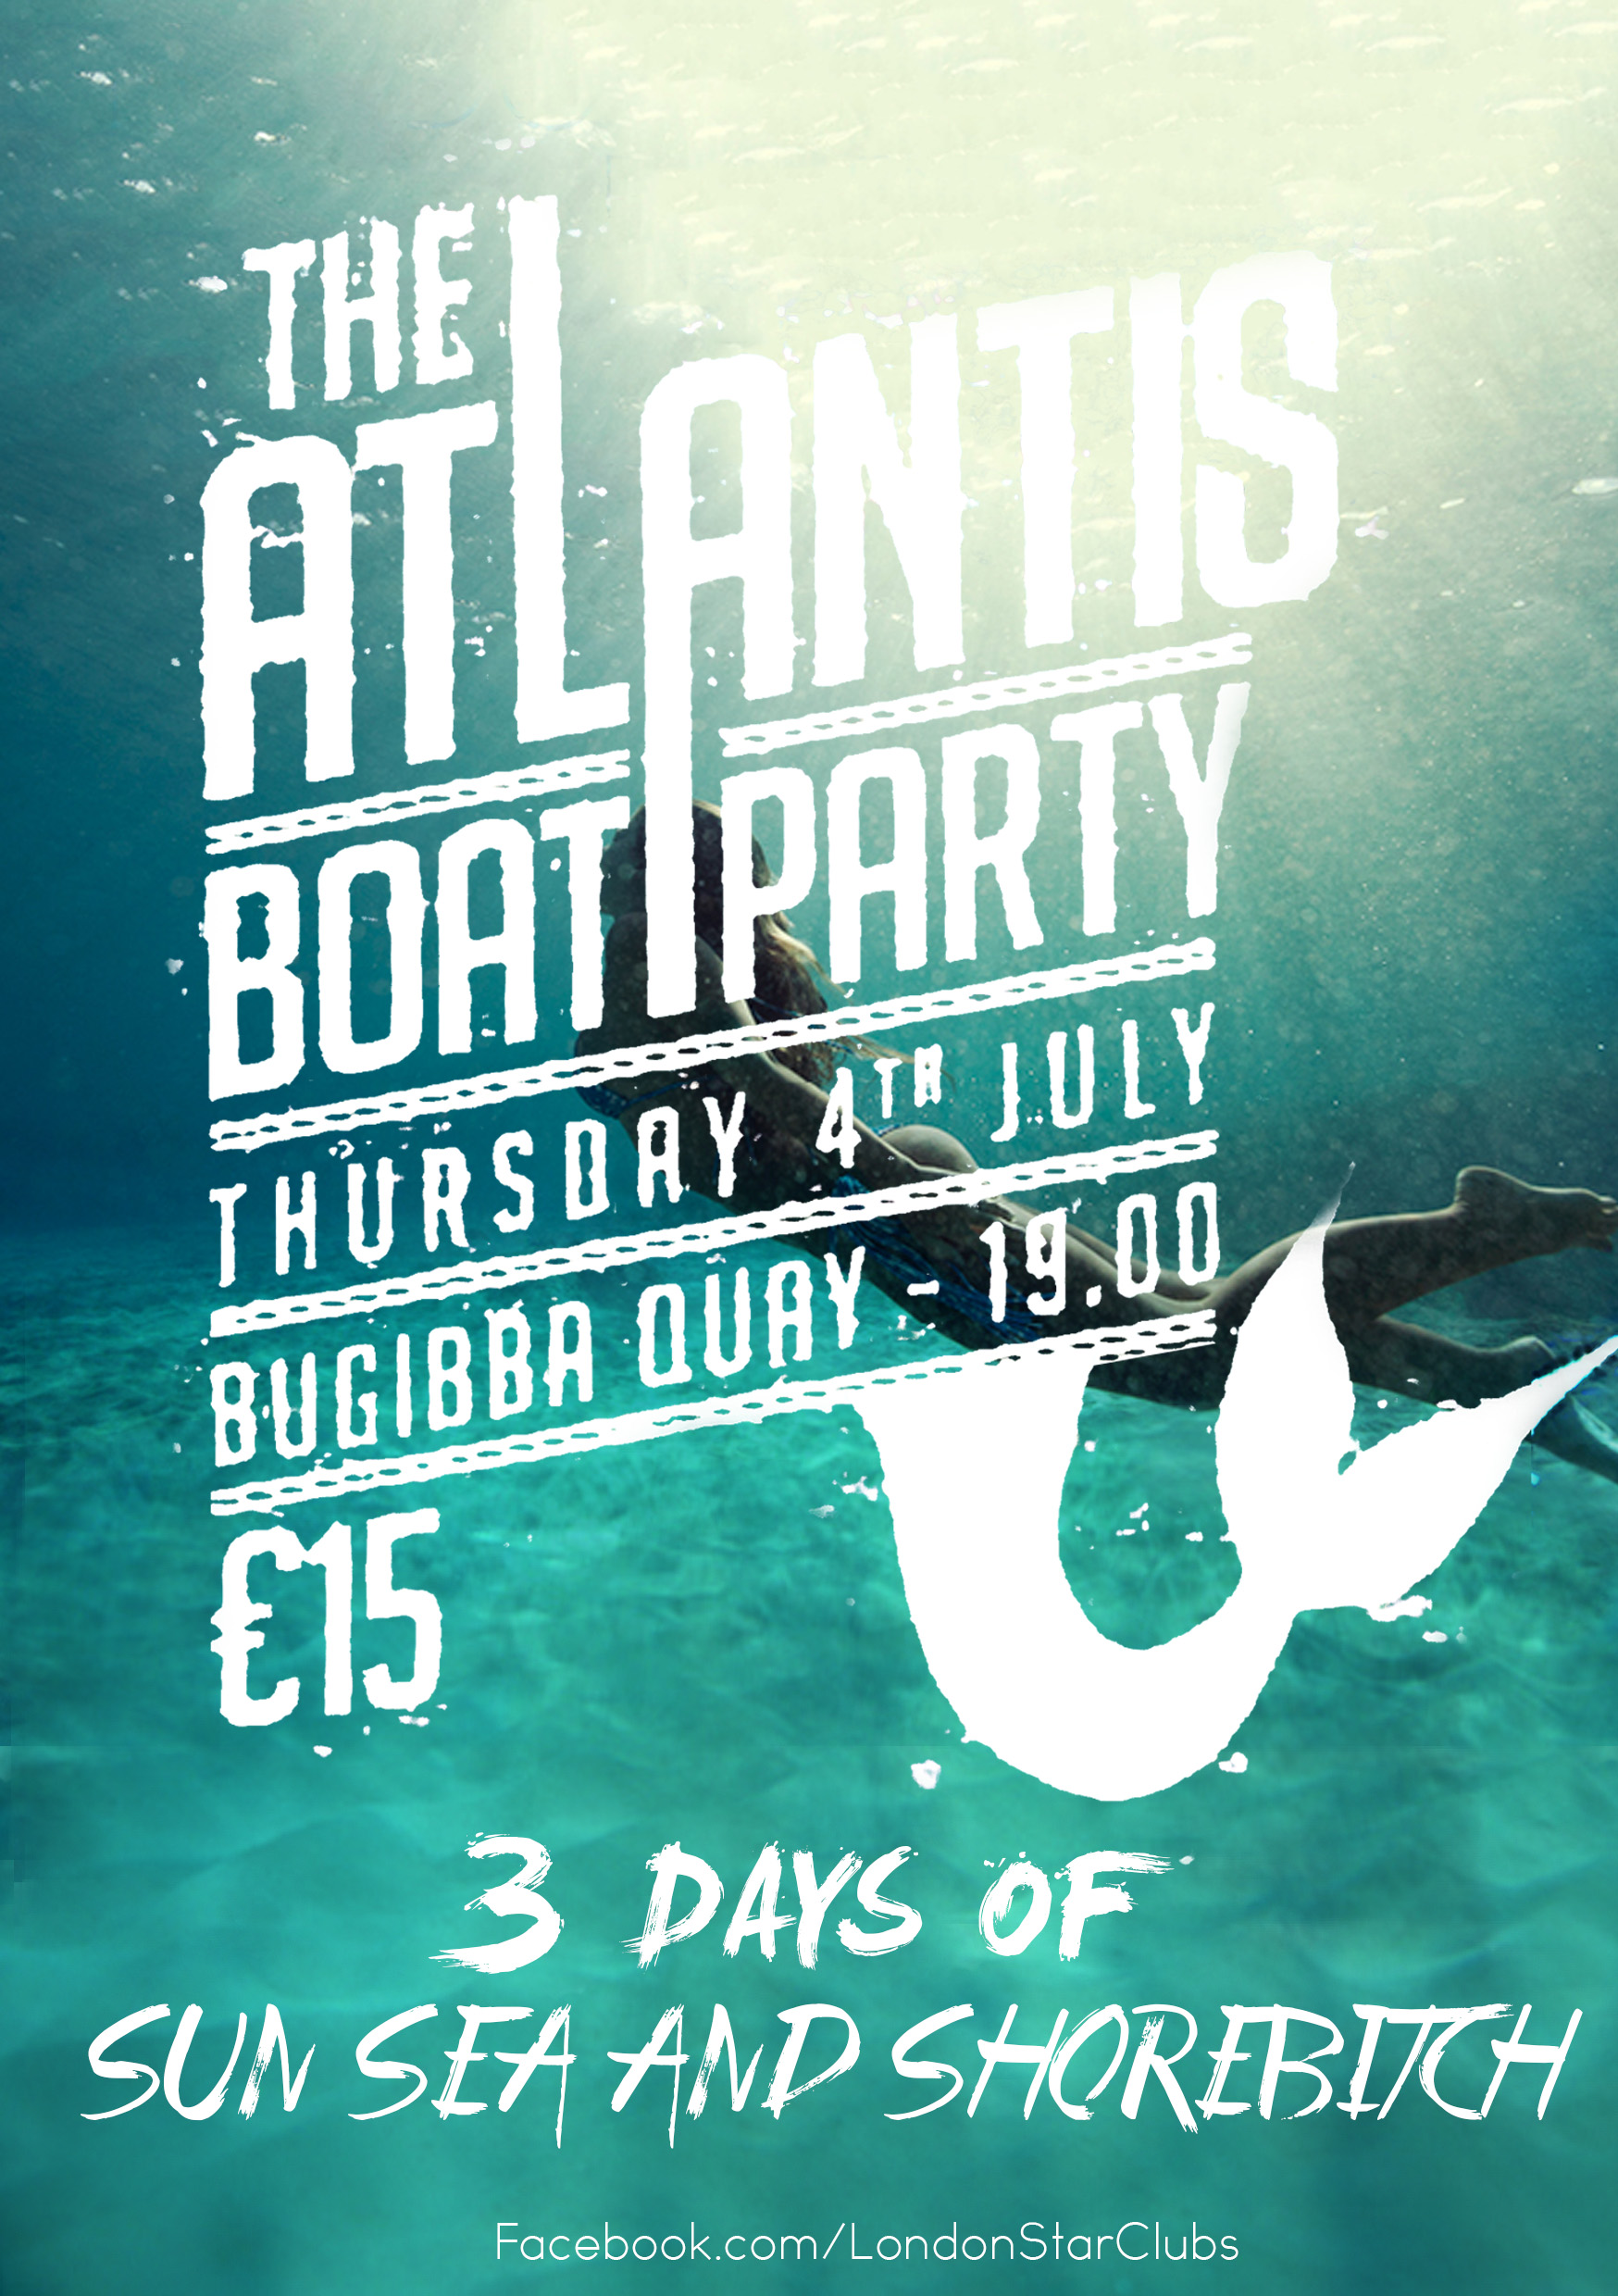 THE
ATLANTIS
BOAT PARTY
THURSDAY 4TH JULY
BUGIBBA QUAY - 19.00
€15
3 DAYS OF
SUN SEA AND SHOREBITCH
Facebook.com/LondonStarClubs